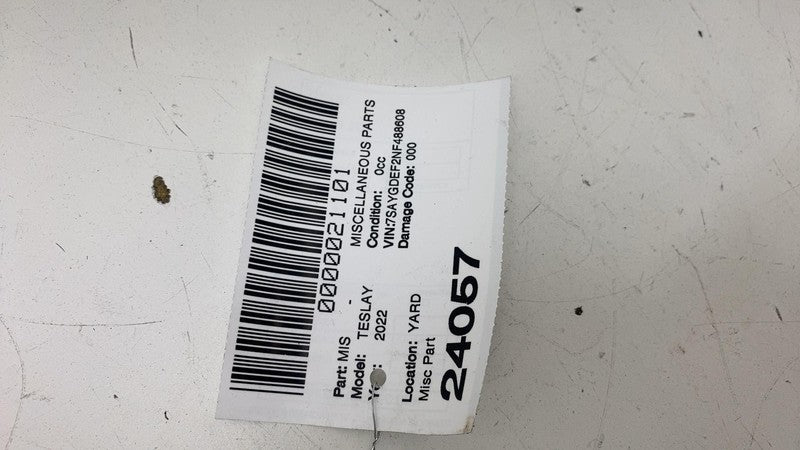 0000021101
Part: MIS - MISCELLANEOUS PARTS
Model: TESLAY Condition: 0cc
2022 VIN:7SAYGDEF2NF488608
Damage Code: 000
Location: YARD
Misc Part
24057